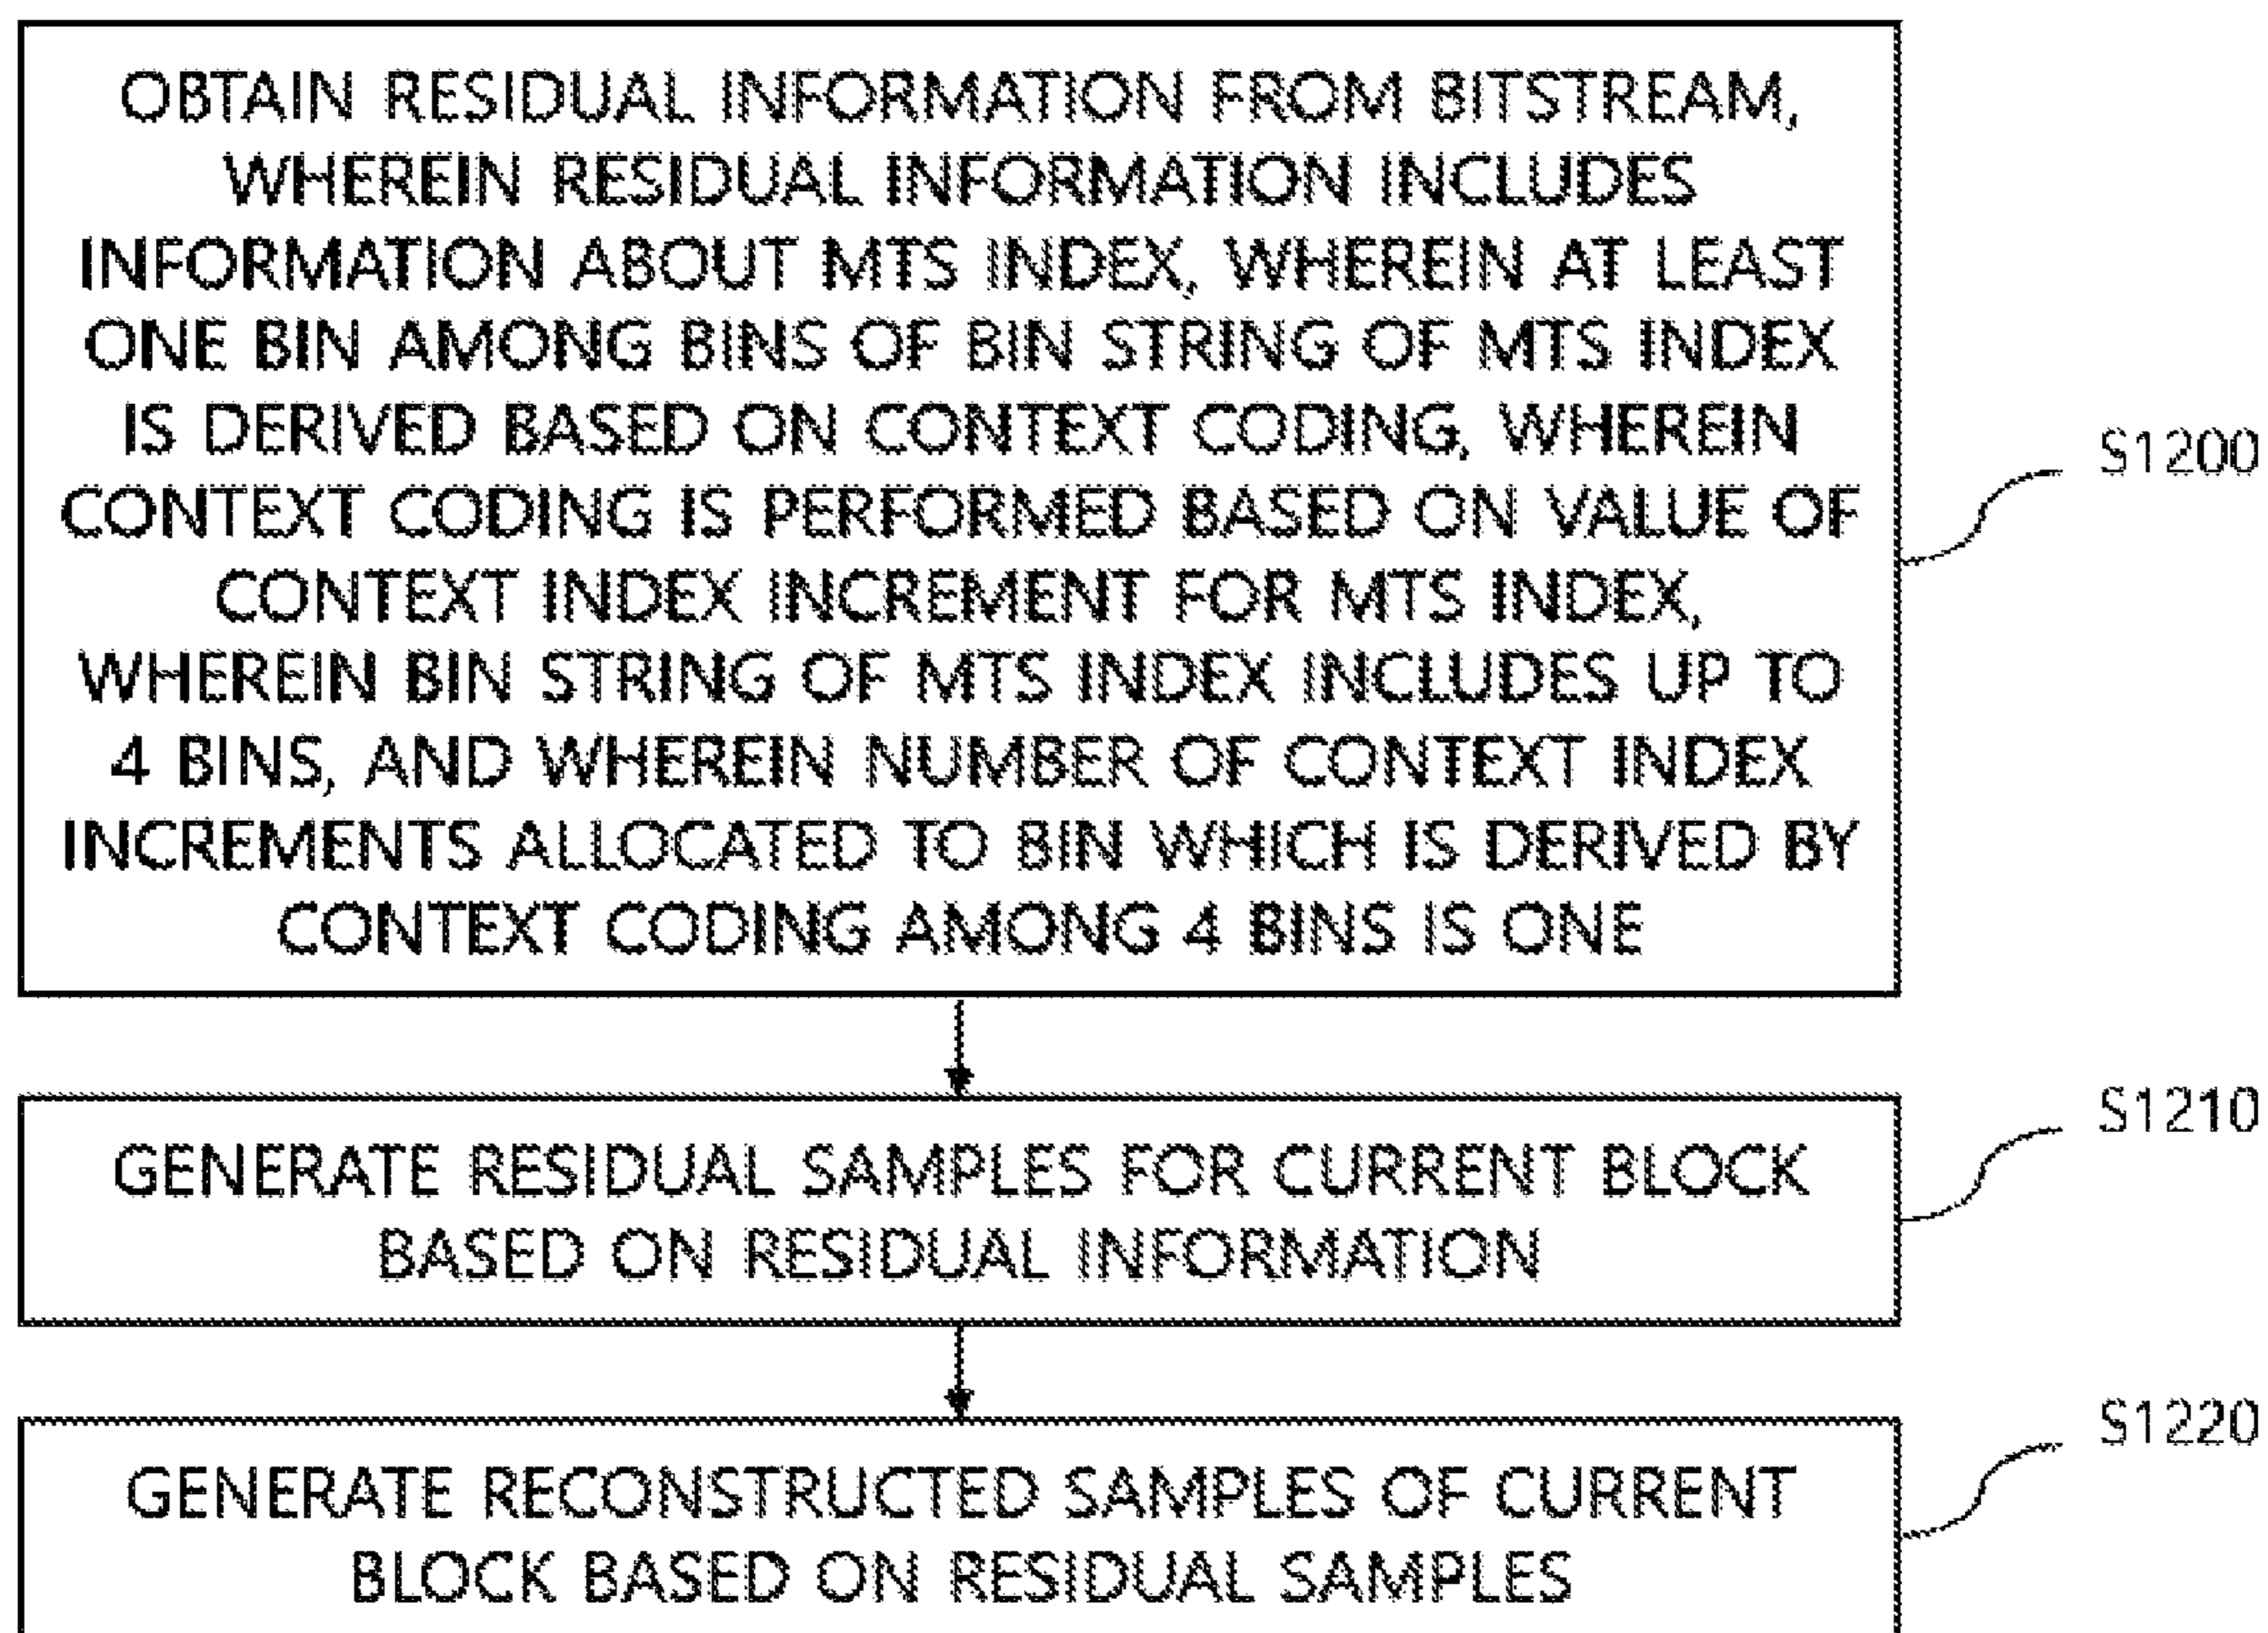 OBTAIN RESIDUAL INFORMATION FROM BITSTREAM,
WHEREIN RESIDUAL INFORMATION INCLUDES
INFORMATION ABOUT MTS INDEX, WHEREIN AT LEAST
ONE BIN AMONG BINS OF BIN STRING OF MTS INDEX
IS DERIVED BASED ON CONTEXT CODING, WHEREIN
CONTEXT CODING IS PERFORMED BASED ON VALUE OF
CONTEXT INDEX INCREMENT FOR MTS INDEX,
WHEREIN BIN STRING OF MTS INDEX INCLUDES UP TO
4 BINS, AND WHEREIN NUMBER OF CONTEXT INDEX
INCREMENTS ALLOCATED TO BIN WHICH IS DERIVED BY
CONTEXT CODING AMONG 4 BINS IS ONE
S1200
GENERATE RESIDUAL SAMPLES FOR CURRENT BLOCK
BASED ON RESIDUAL INFORMATION
S1210
GENERATE RECONSTRUCTED SAMPLES OF CURRENT
BLOCK BASED ON RESIDUAL SAMPLES
S1220